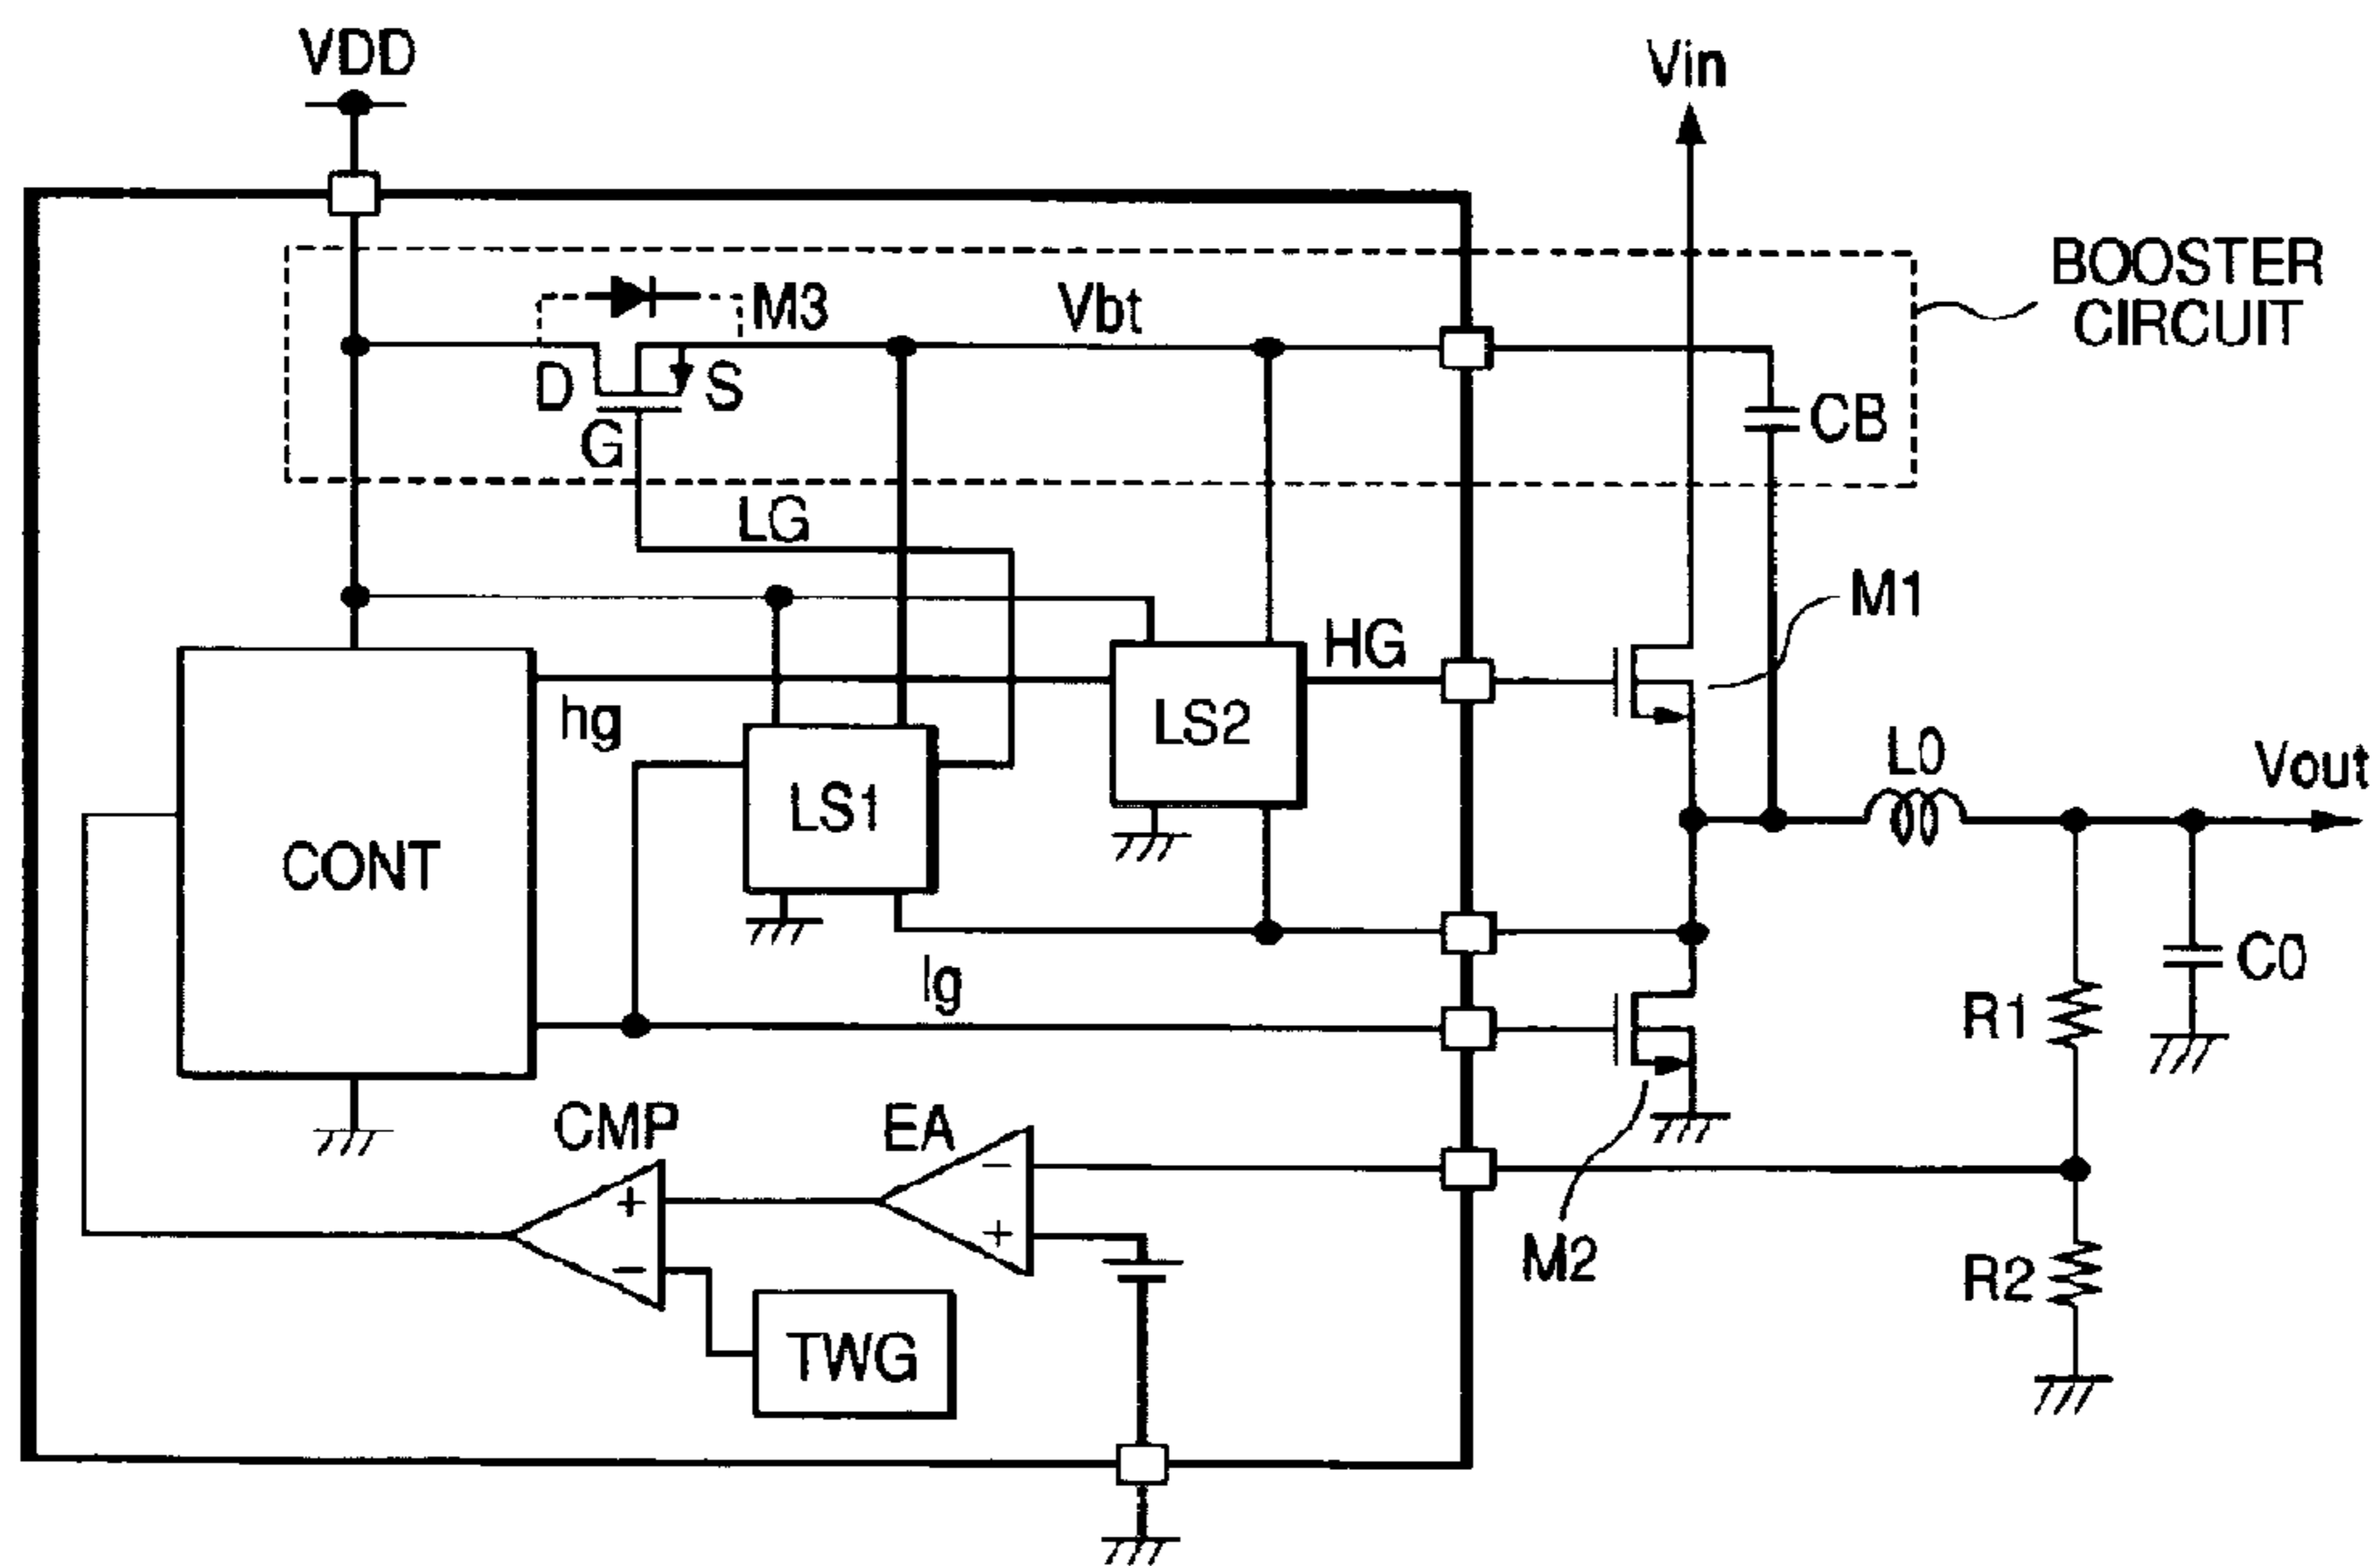 VDD
Vin
BOOSTER
CIRCUIT
M3
Vbt
D
S
G
CB
LG
M1
HG
hg
LS2
LS1
L0
Vout
CONT
lg
C0
R1
CMP
EA
-
+
+
-
M2
R2
TWG